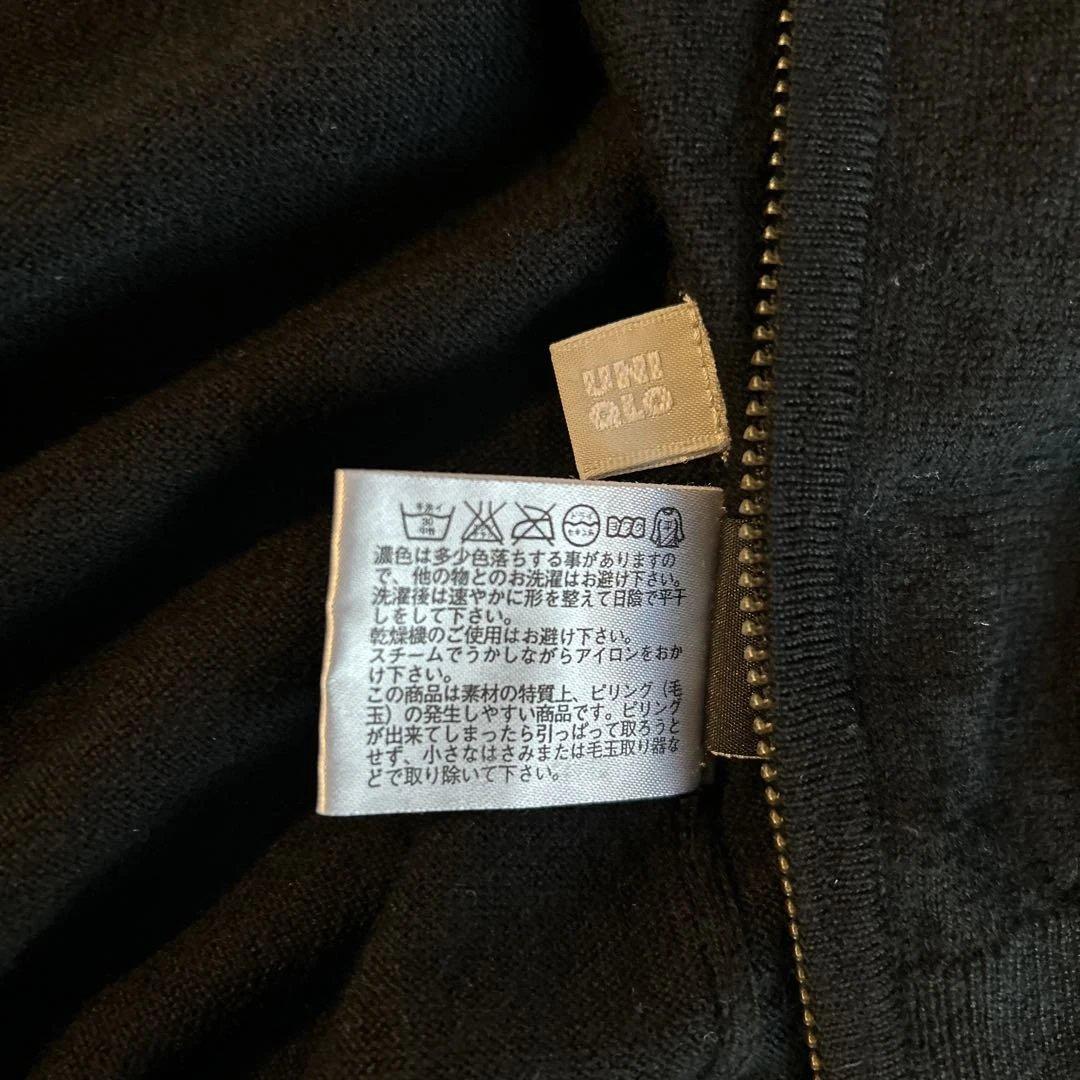 UNI
QLO
手洗イ
30
中性
濃色は多少色落ちする事がありますの
で、他の物とのお洗濯はお避け下さい。
洗濯後は速やかに形を整えて日陰で平干
しをして下さい。
乾燥機のご使用はお避け下さい。
スチームでうかしながらアイロンをおか
け下さい。
この商品は素材の特質上、ピリング（毛
玉）の発生しやすい商品です。ピリング
が出来てしまったら引っぱって取ろうと
せず、小さなはさみまたは毛玉取り器な
どで取り除いて下さい。